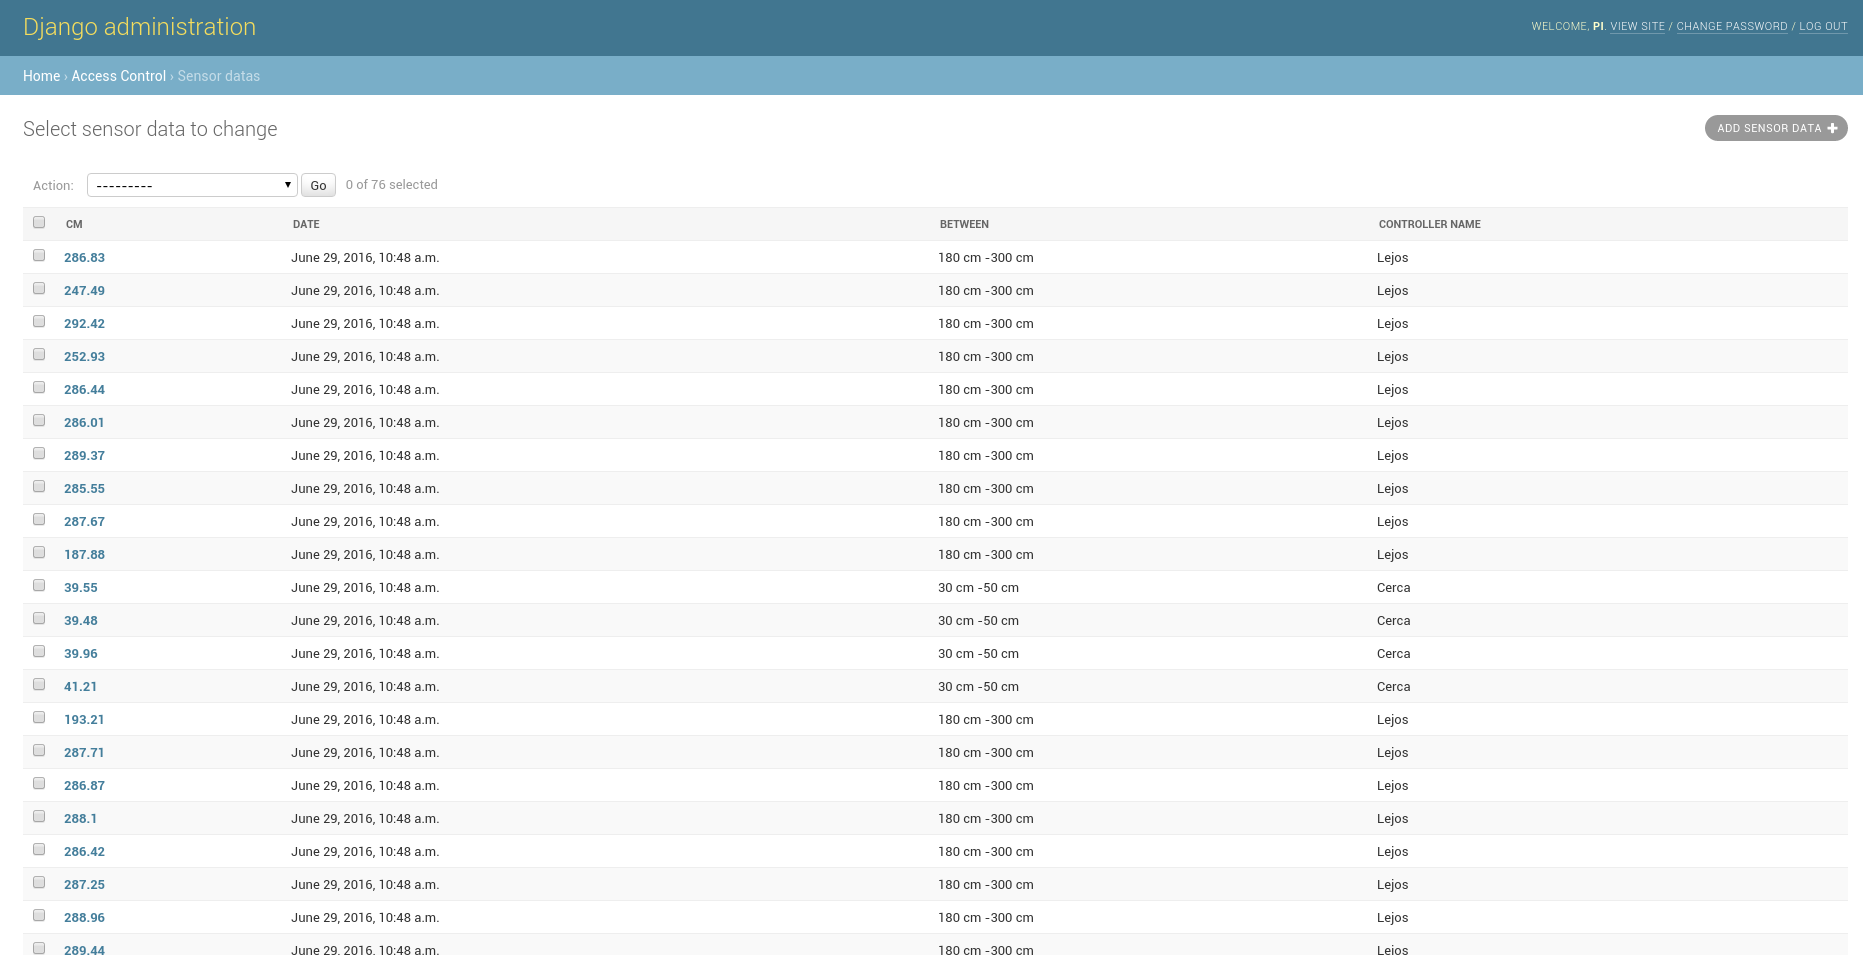 Django administration
WELCOME, PI. VIEW SITE / CHANGE PASSWORD / LOG OUT
Home › Access Control › Sensor datas
Select sensor data to change
ADD SENSOR DATA +
Action: --------- Go 0 of 76 selected
CM DATE BETWEEN CONTROLLER NAME
286.83 June 29, 2016, 10:48 a.m. 180 cm -300 cm Lejos
247.49 June 29, 2016, 10:48 a.m. 180 cm -300 cm Lejos
292.42 June 29, 2016, 10:48 a.m. 180 cm -300 cm Lejos
252.93 June 29, 2016, 10:48 a.m. 180 cm -300 cm Lejos
286.44 June 29, 2016, 10:48 a.m. 180 cm -300 cm Lejos
286.01 June 29, 2016, 10:48 a.m. 180 cm -300 cm Lejos
289.37 June 29, 2016, 10:48 a.m. 180 cm -300 cm Lejos
285.55 June 29, 2016, 10:48 a.m. 180 cm -300 cm Lejos
287.67 June 29, 2016, 10:48 a.m. 180 cm -300 cm Lejos
187.88 June 29, 2016, 10:48 a.m. 180 cm -300 cm Lejos
39.55 June 29, 2016, 10:48 a.m. 30 cm -50 cm Cerca
39.48 June 29, 2016, 10:48 a.m. 30 cm -50 cm Cerca
39.96 June 29, 2016, 10:48 a.m. 30 cm -50 cm Cerca
41.21 June 29, 2016, 10:48 a.m. 30 cm -50 cm Cerca
193.21 June 29, 2016, 10:48 a.m. 180 cm -300 cm Lejos
287.71 June 29, 2016, 10:48 a.m. 180 cm -300 cm Lejos
286.87 June 29, 2016, 10:48 a.m. 180 cm -300 cm Lejos
288.1 June 29, 2016, 10:48 a.m. 180 cm -300 cm Lejos
286.42 June 29, 2016, 10:48 a.m. 180 cm -300 cm Lejos
287.25 June 29, 2016, 10:48 a.m. 180 cm -300 cm Lejos
288.96 June 29, 2016, 10:48 a.m. 180 cm -300 cm Lejos
289.44 June 29, 2016, 10:48 a.m. 180 cm -300 cm Lejos